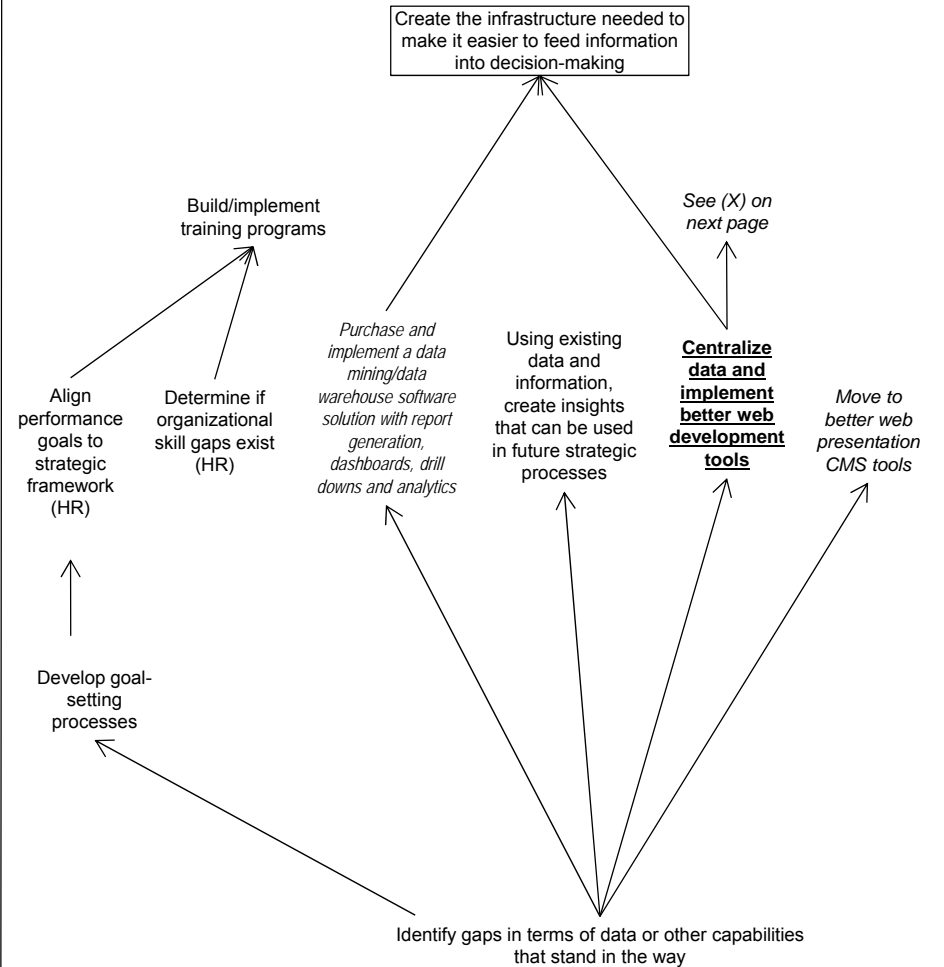 Create the infrastructure needed to
make it easier to feed information
into decision-making
See (X) on
next page
Build/implement
training programs
Purchase and
implement a data
mining/data
warehouse software
solution with report
generation,
dashboards, drill
downs and analytics
Using existing
data and
information,
create insights
that can be used
in future strategic
processes
Centralize
data and
implement
better web
development
tools
Align
performance
goals to
strategic
framework
(HR)
Determine if
organizational
skill gaps exist
(HR)
Move to
better web
presentation
CMS tools
Develop goal-
setting
processes
Identify gaps in terms of data or other capabilities
that stand in the way